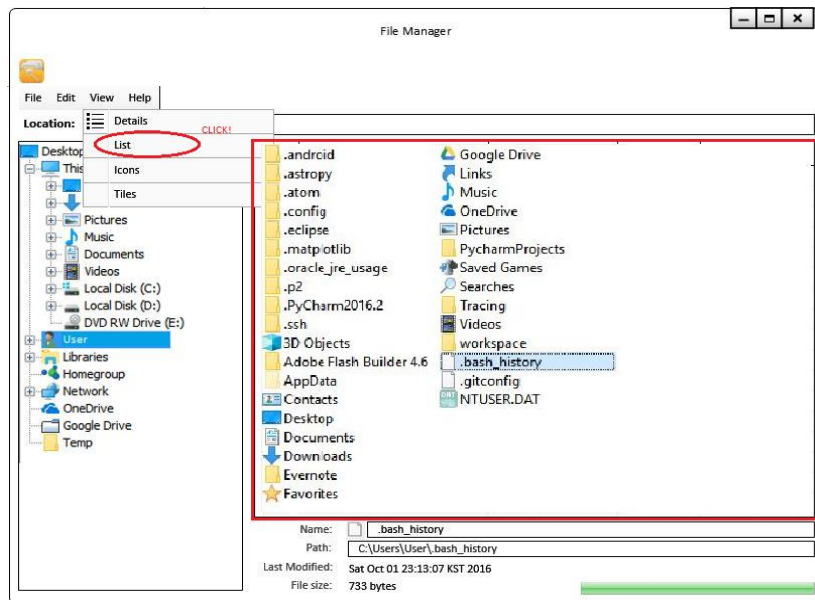 File Manager
File Edit View Help
Location:
Details
CLICK!
List
Icons
Tiles
Desktop
This
Pictures
Music
Documents
Videos
Local Disk (C:)
Local Disk (D:)
DVD RW Drive (E:)
User
Libraries
Homegroup
Network
OneDrive
Google Drive
Temp
.android
.astropy
.atom
.config
.eclipse
.matplotlib
.oracle_jre_usage
.p2
.PyCharm2016.2
.ssh
3D Objects
Adobe Flash Builder 4.6
AppData
Contacts
Desktop
Documents
Downloads
Evernote
Favorites
Google Drive
Links
Music
OneDrive
Pictures
PycharmProjects
Saved Games
Searches
Tracing
Videos
workspace
.bash_history
.gitconfig
NTUSER.DAT
Name: .bash_history
Path: C:\Users\User\.bash_history
Last Modified: Sat Oct 01 23:13:07 KST 2016
File size: 733 bytes